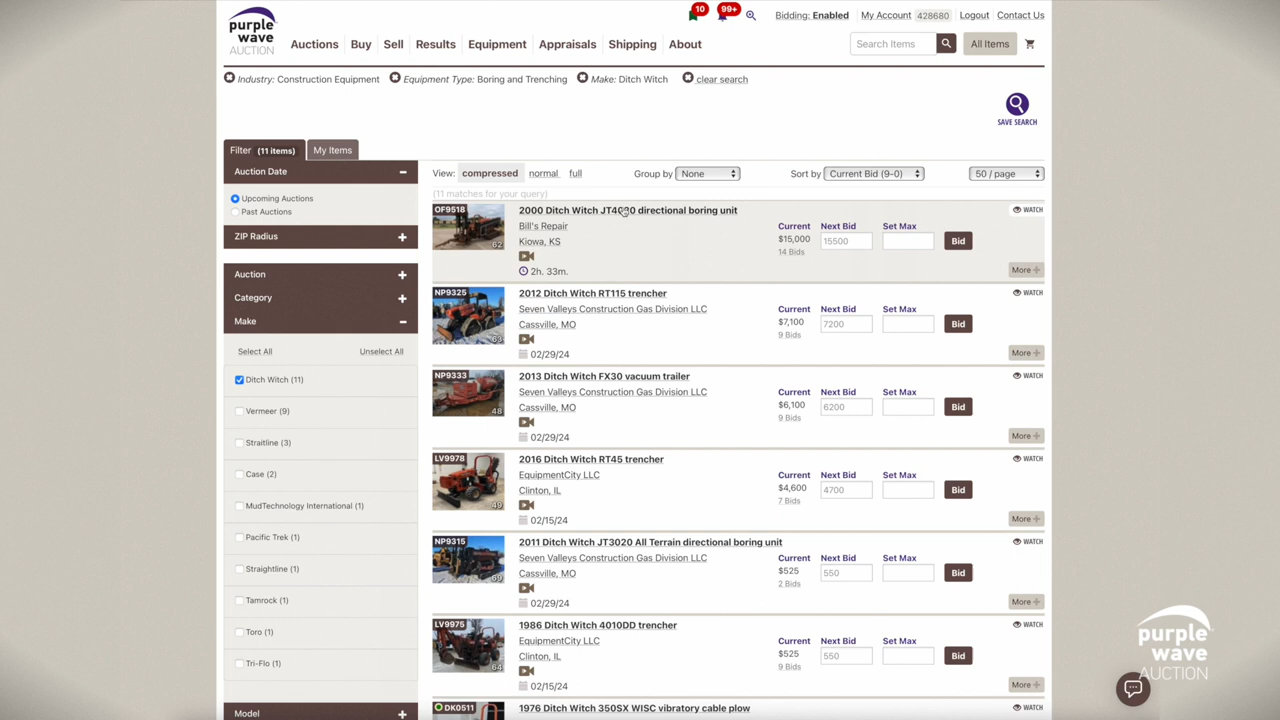 purple
wave
AUCTION
10
99+
Bidding: Enabled
My Account 428680
Logout
Contact Us
Auctions
Buy
Sell
Results
Equipment
Appraisals
Shipping
About
Search Items
All Items
Industry: Construction Equipment
Equipment Type: Boring and Trenching
Make: Ditch Witch
clear search
SAVE SEARCH
Filter (11 items)
My Items
Auction Date
Upcoming Auctions
Past Auctions
ZIP Radius
Auction
Category
Make
Select All
Unselect All
Ditch Witch (11)
Vermeer (9)
Straitline (3)
Case (2)
MudTechnology International (1)
Pacific Trek (1)
Straightline (1)
Tamrock (1)
Toro (1)
Tri-Flo (1)
Model
View: compressed normal full
Group by None
Sort by Current Bid (9-0)
50 / page
(11 matches for your query)
OF9518
62
2000 Ditch Witch JT4020 directional boring unit
Bill's Repair
Kiowa, KS
2h. 33m.
Current
$15,000
14 Bids
Next Bid
15500
Set Max
Bid
WATCH
More +
NP9325
63
2012 Ditch Witch RT115 trencher
Seven Valleys Construction Gas Division LLC
Cassville, MO
02/29/24
Current
$7,100
9 Bids
Next Bid
7200
Set Max
Bid
WATCH
More +
NP9333
48
2013 Ditch Witch FX30 vacuum trailer
Seven Valleys Construction Gas Division LLC
Cassville, MO
02/29/24
Current
$6,100
9 Bids
Next Bid
6200
Set Max
Bid
WATCH
More +
LV9978
49
2016 Ditch Witch RT45 trencher
EquipmentCity LLC
Clinton, IL
02/15/24
Current
$4,600
7 Bids
Next Bid
4700
Set Max
Bid
WATCH
More +
NP9315
69
2011 Ditch Witch JT3020 All Terrain directional boring unit
Seven Valleys Construction Gas Division LLC
Cassville, MO
02/29/24
Current
$525
2 Bids
Next Bid
550
Set Max
Bid
WATCH
More +
LV9975
64
1986 Ditch Witch 4010DD trencher
EquipmentCity LLC
Clinton, IL
02/15/24
Current
$525
9 Bids
Next Bid
550
Set Max
Bid
WATCH
More +
DK0511
1976 Ditch Witch 350SX WISC vibratory cable plow
WATCH
purple
wave
AUCTION